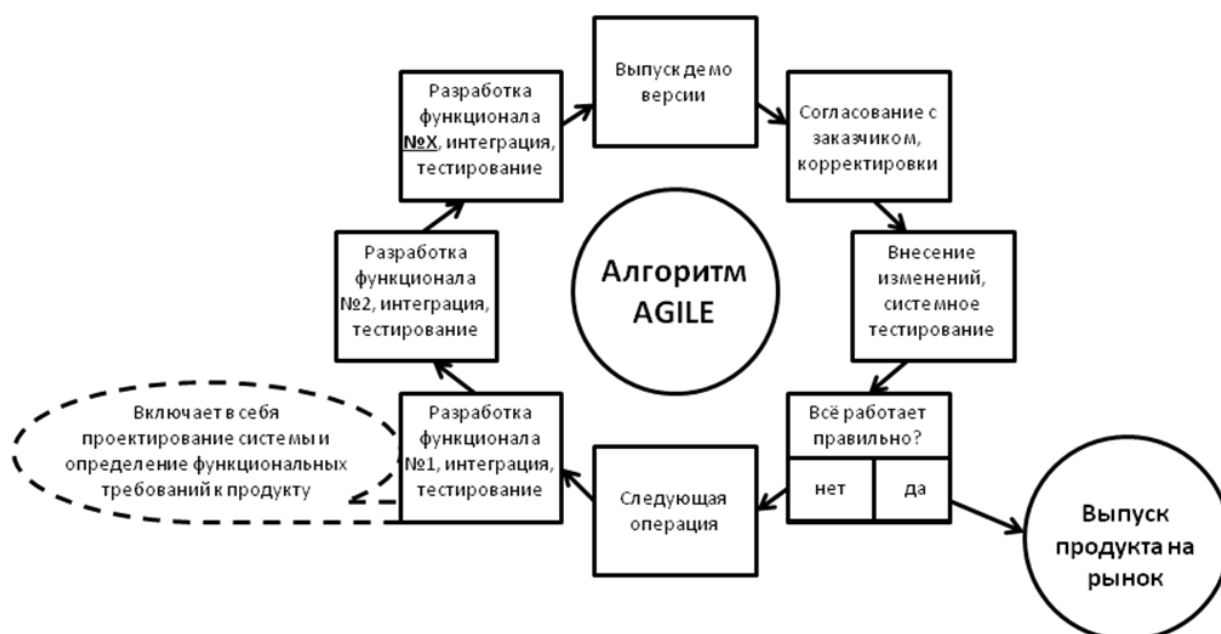 Выпуск демо
версии
Разработка
функционала
№X, интеграция,
тестирование
Согласование с
заказчиком,
корректировки
Разработка
функционала
№2, интеграция,
тестирование
Алгоритм
AGILE
Внесение
изменений,
системное
тестирование
Включает в себя
проектирование системы и
определение функциональных
требований к продукту
Разработка
функционала
№1, интеграция,
тестирование
Следующая
операция
Всё работает
правильно?
нет
да
Выпуск
продукта на
рынок